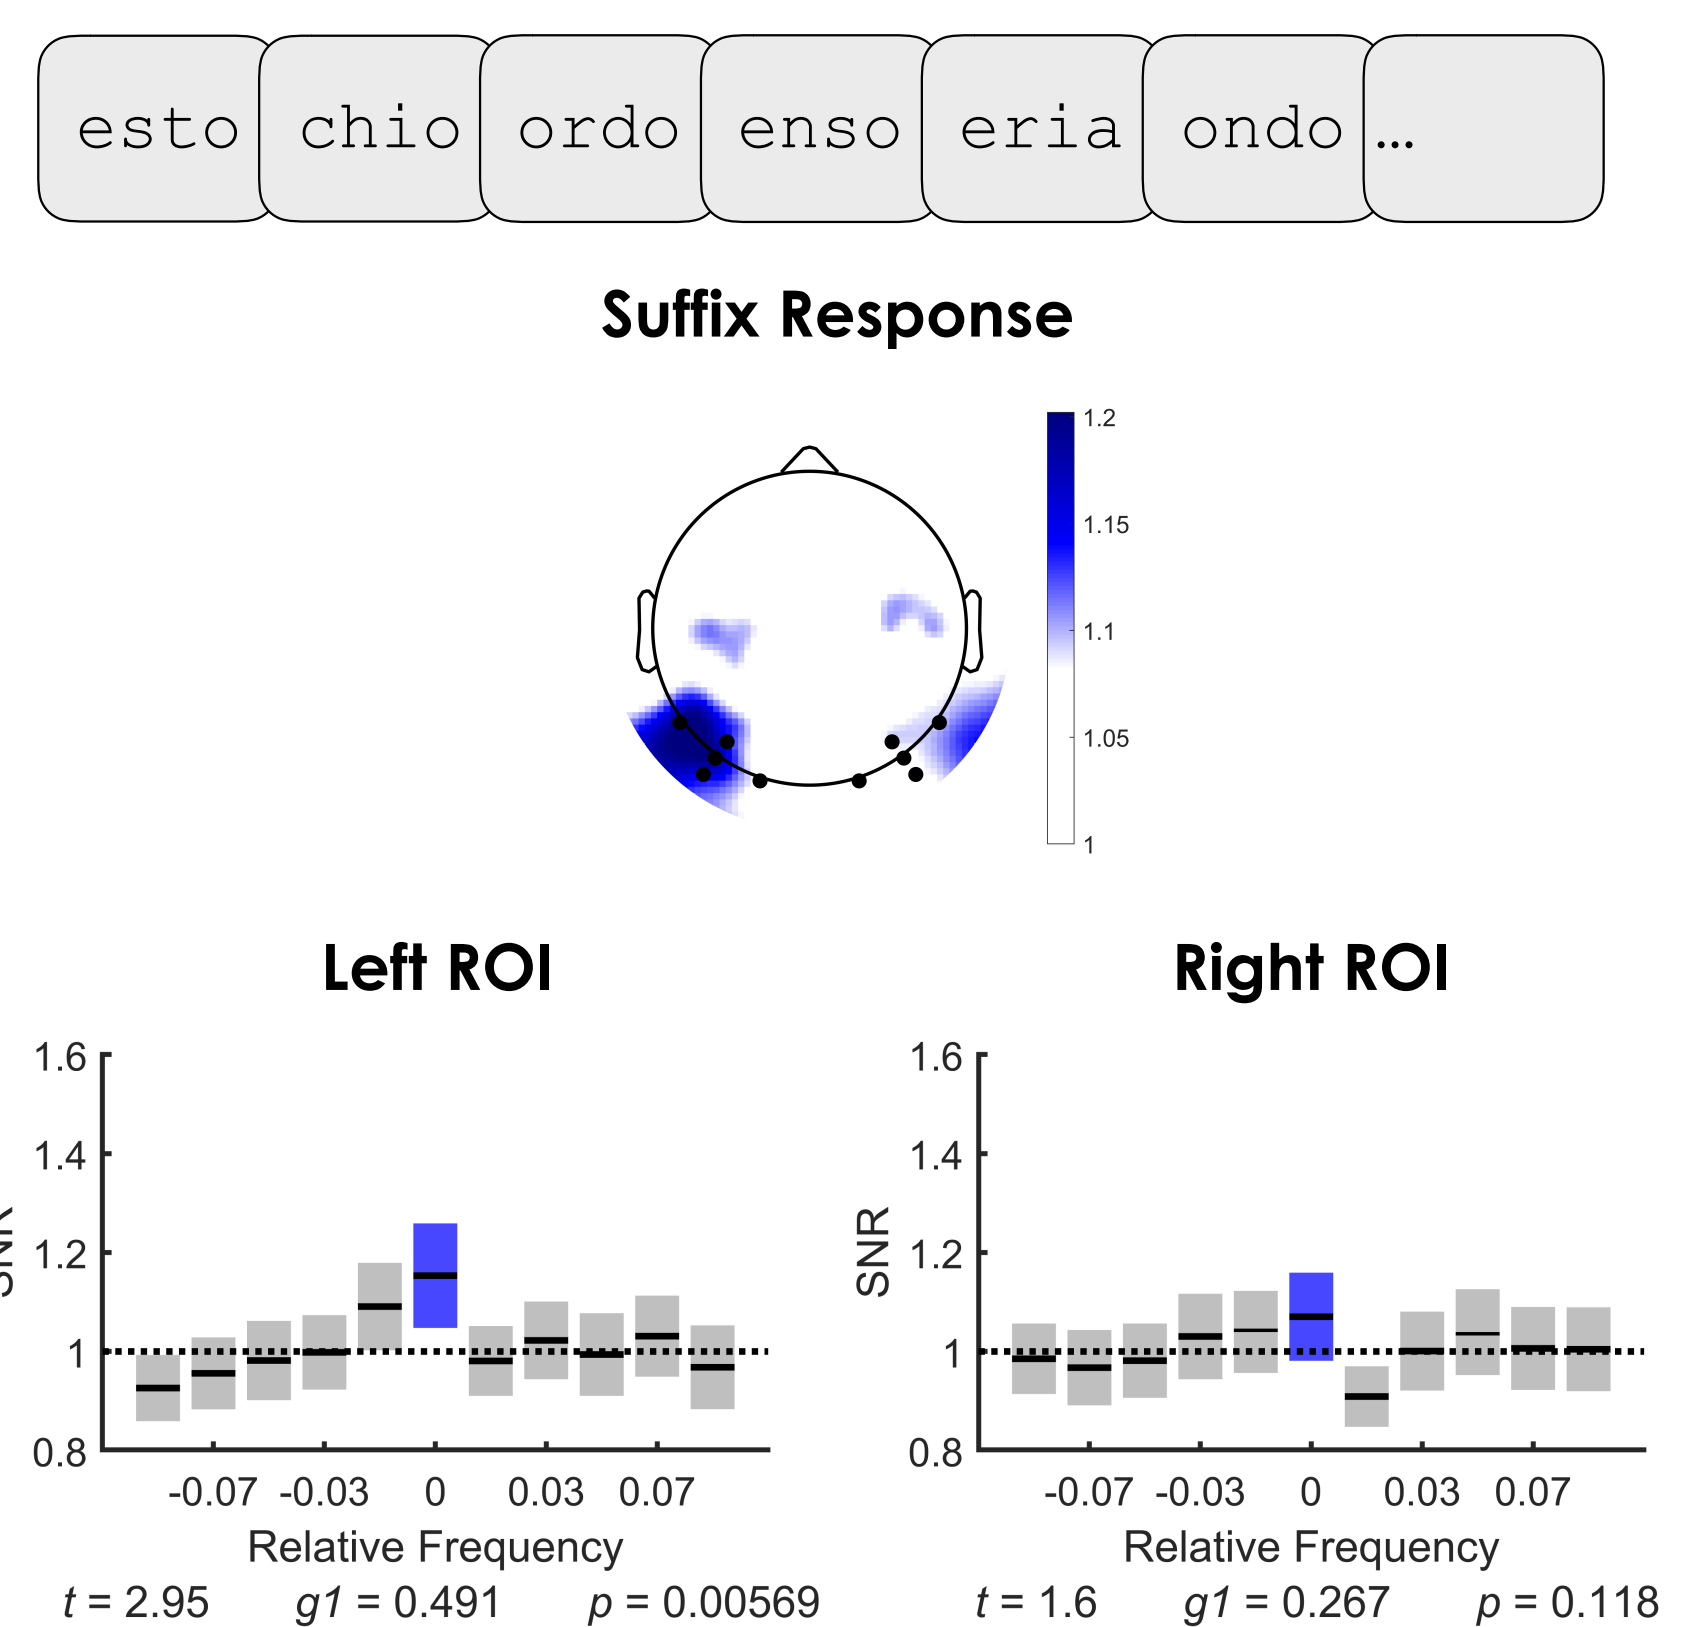 esto chio ordo enso eria ondo ...
Suffix Response
1.2
1.15
1.1
1.05
1
Left ROI
Right ROI
1.6
1.4
1.2
1
0.8
SNR
-0.07 -0.03 0 0.03 0.07
Relative Frequency
t = 2.95 g1 = 0.491 p = 0.00569
1.6
1.4
1.2
1
0.8
SNR
-0.07 -0.03 0 0.03 0.07
Relative Frequency
t = 1.6 g1 = 0.267 p = 0.118